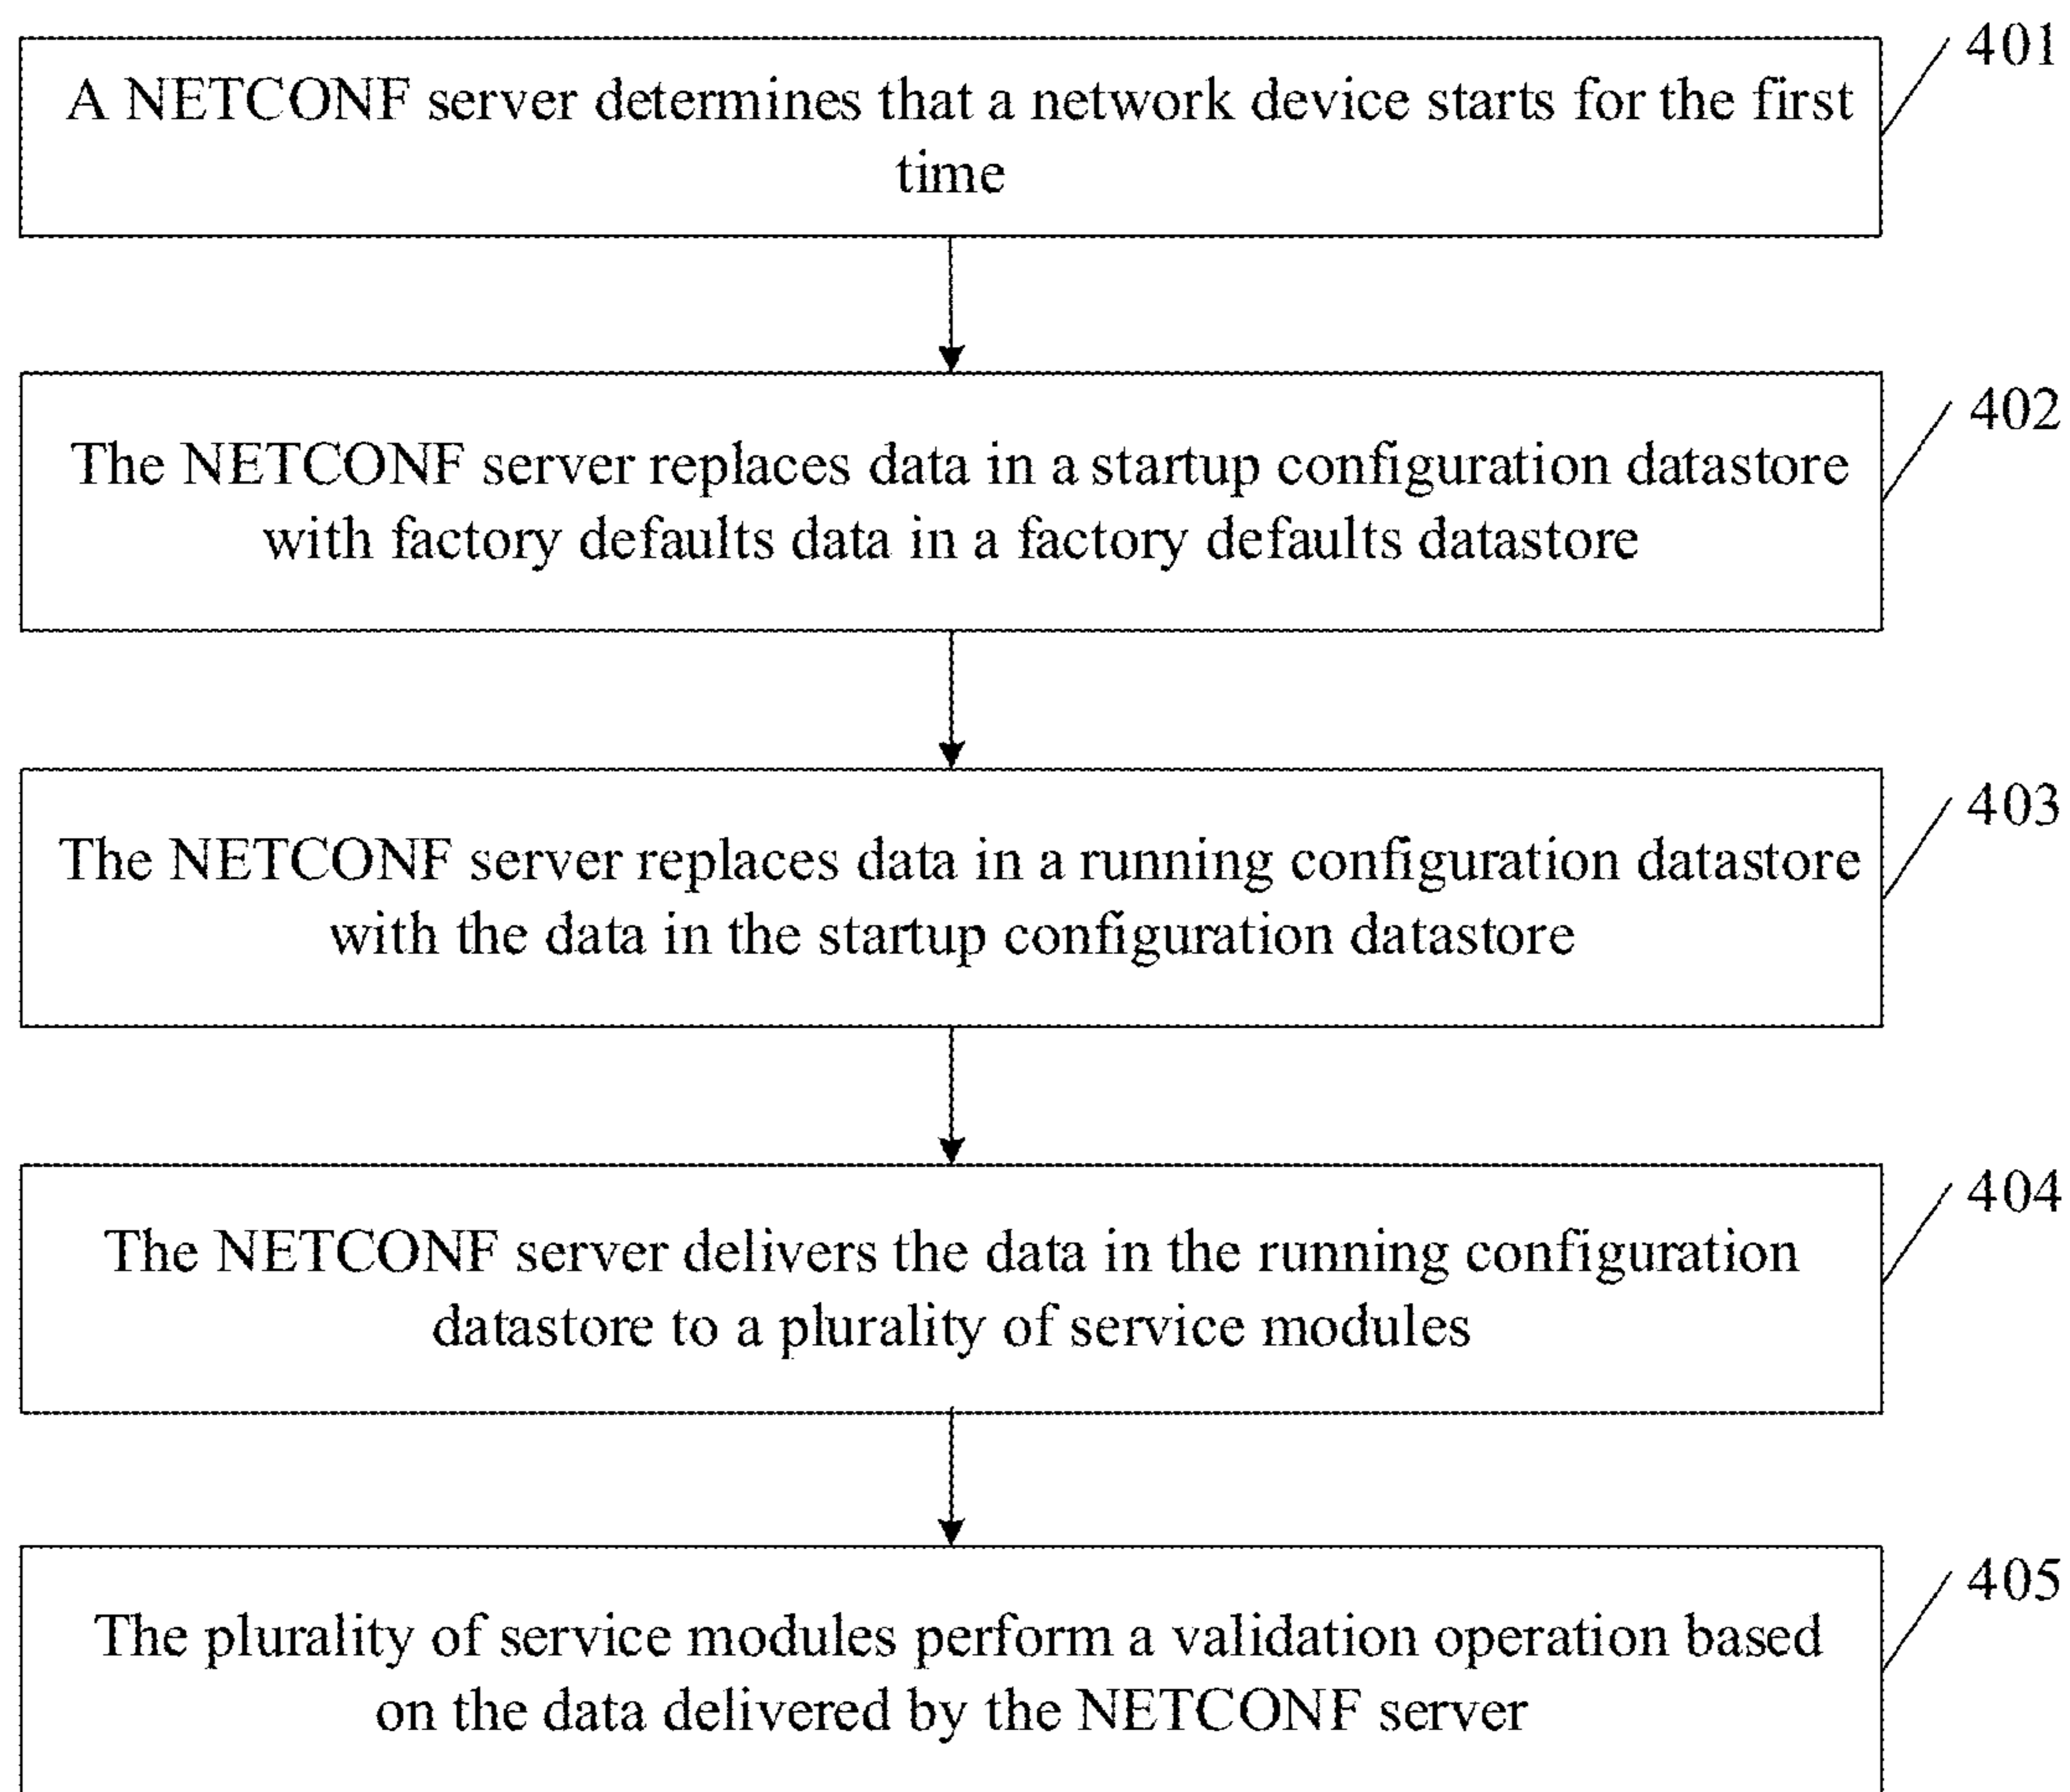 401
A NETCONF server determines that a network device starts for the first
time
402
The NETCONF server replaces data in a startup configuration datastore
with factory defaults data in a factory defaults datastore
403
The NETCONF server replaces data in a running configuration datastore
with the data in the startup configuration datastore
404
The NETCONF server delivers the data in the running configuration
datastore to a plurality of service modules
405
The plurality of service modules perform a validation operation based
on the data delivered by the NETCONF server